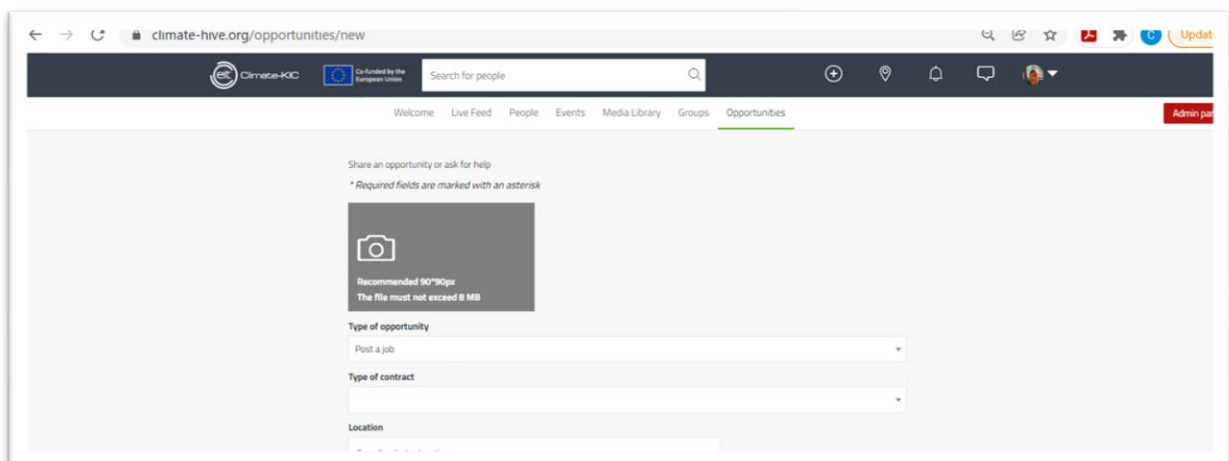 climate-hive.org/opportunities/new
Updat
eit Climate-KIC
Co-funded by the
European Union
Search for people
Welcome Live Feed People Events Media Library Groups Opportunities
Admin pan
Share an opportunity or ask for help
* Required fields are marked with an asterisk
Recommended 90*90px
The file must not exceed 8 MB
Type of opportunity
Post a job
Type of contract
Location